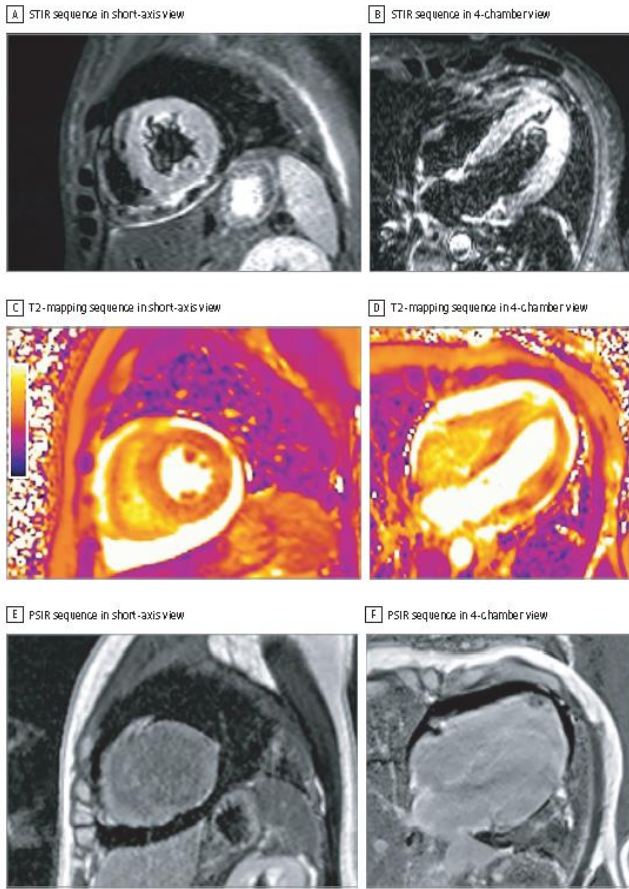 A STIR sequence in short-axis view
B STIR sequence in 4-chamber view
C T2-mapping sequence in short-axis view
D T2-mapping sequence in 4-chamber view
E PSIR sequence in short-axis view
F PSIR sequence in 4-chamber view